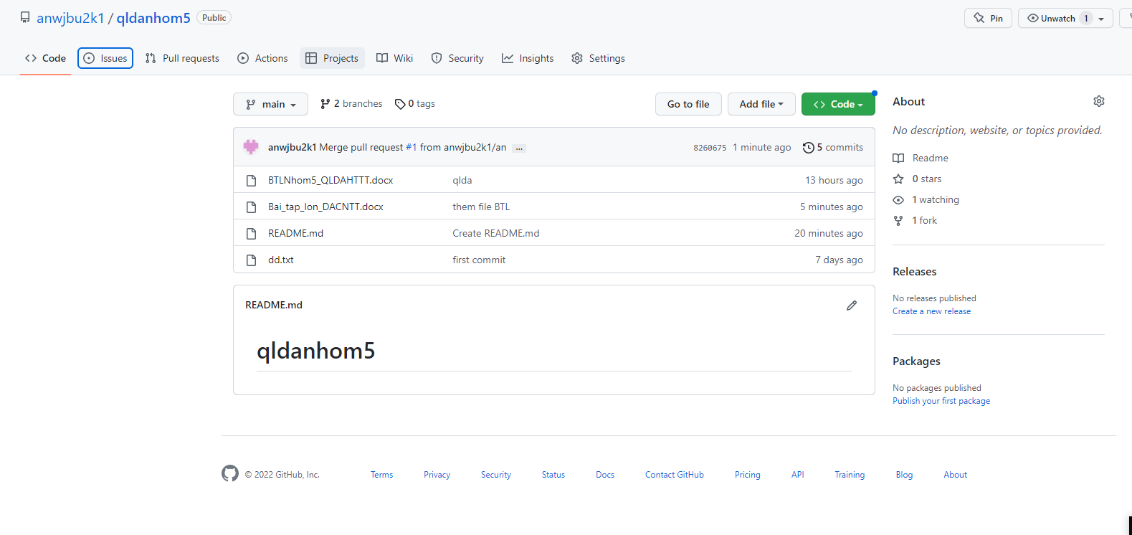 anwjbu2k1 / qldanhom5 Public
Pin
Unwatch 1
Code Issues Pull requests Actions Projects Wiki Security Insights Settings
main 2 branches 0 tags Go to file Add file Code
anwjbu2k1 Merge pull request #1 from anwjbu2k1/an ... 8260675 1 minute ago 5 commits
BTLNhom5_QLDAHTTT.docx qlda 13 hours ago
Bai_tap_lon_DACNTT.docx them file BTL 5 minutes ago
README.md Create README.md 20 minutes ago
dd.txt first commit 7 days ago
README.md
qldanhom5
About
No description, website, or topics provided.
Readme
0 stars
1 watching
1 fork
Releases
No releases published
Create a new release
Packages
No packages published
Publish your first package
© 2022 GitHub, Inc. Terms Privacy Security Status Docs Contact GitHub Pricing API Training Blog About